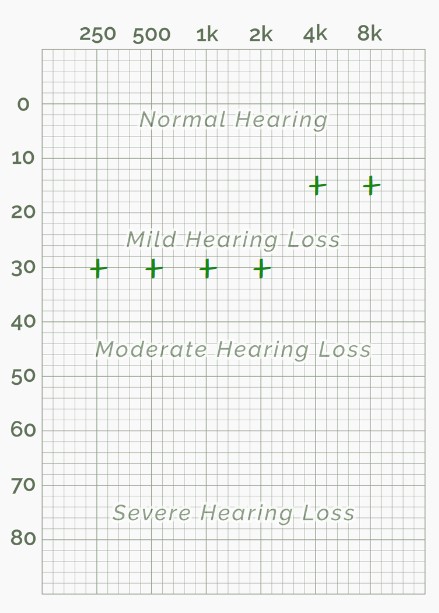 250 500 1k 2k 4k 8k
0
Normal Hearing
10
20
Mild Hearing Loss
30
40
Moderate Hearing Loss
50
60
70
Severe Hearing Loss
80